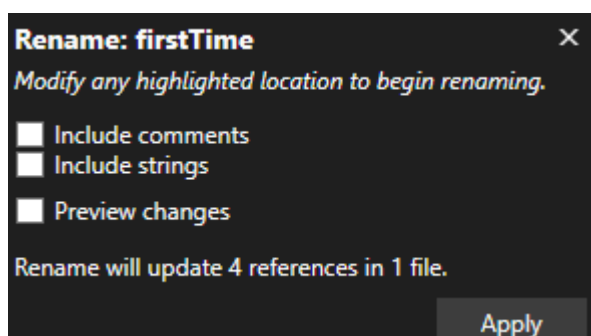 Rename: firstTime
Modify any highlighted location to begin renaming.
Include comments
Include strings
Preview changes
Rename will update 4 references in 1 file.
Apply